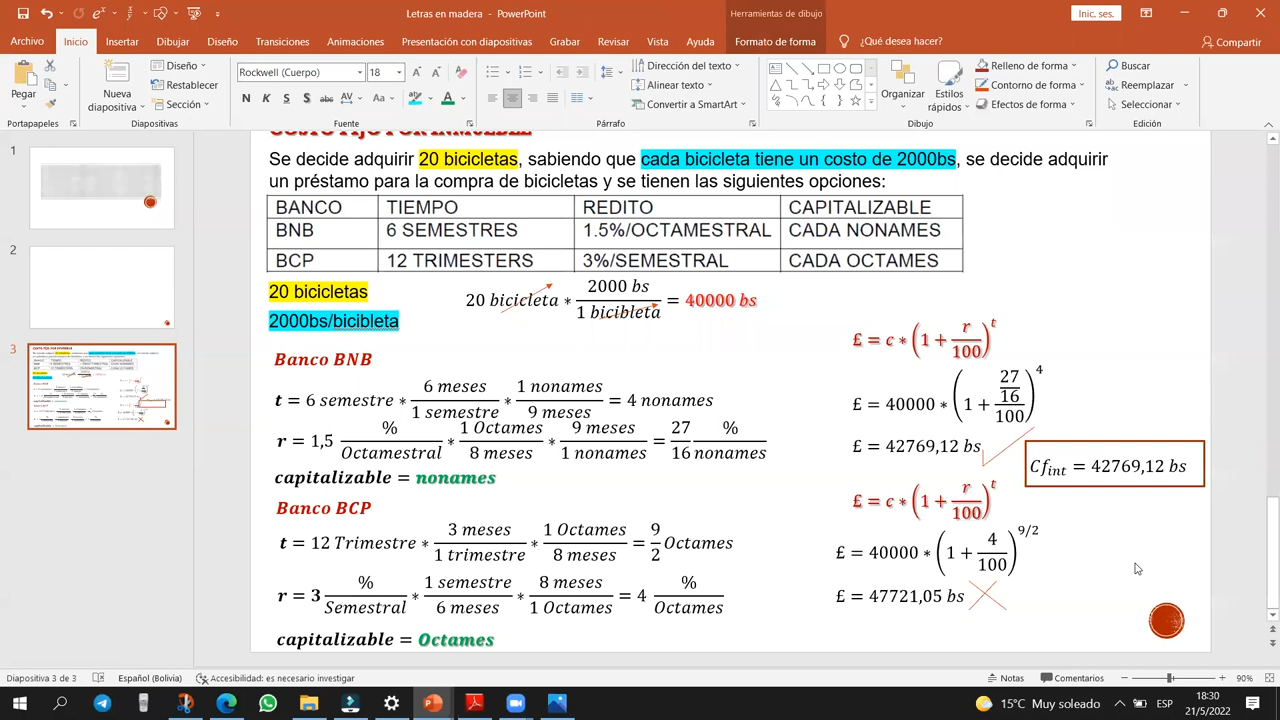 Letras en madera - PowerPoint
Herramientas de dibujo
Inic. ses.
Archivo Inicio Insertar Dibujar Diseño Transiciones Animaciones Presentación con diapositivas Grabar Revisar Vista Ayuda Formato de forma ¿Qué desea hacer? Compartir
Pegar
Nueva diapositiva
Diseño
Restablecer
Sección
Rockwell (Cuerpo) 18
N K S S abc AV Aa A
Dirección del texto
Alinear texto
Convertir a SmartArt
Organizar
Estilos rápidos
Relleno de forma
Contorno de forma
Efectos de forma
Buscar
Reemplazar
Seleccionar
Portapapeles Diapositivas Fuente Párrafo Dibujo Edición
1
2
3
COSTO FIJO POR INMUEBLE
Se decide adquirir 20 bicicletas, sabiendo que cada bicicleta tiene un costo de 2000bs, se decide adquirir
un préstamo para la compra de bicicletas y se tienen las siguientes opciones:
BANCO TIEMPO REDITO CAPITALIZABLE
BNB 6 SEMESTRES 1.5%/OCTAMESTRAL CADA NONAMES
BCP 12 TRIMESTERS 3%/SEMESTRAL CADA OCTAMES
20 bicicletas
2000bs/bicibleta
20 bicicleta * 2000 bs / 1 bicibleta = 40000 bs
Banco BNB
t = 6 semestre * 6 meses / 1 semestre * 1 nonames / 9 meses = 4 nonames
r = 1,5 % / Octamestral * 1 Octames / 8 meses * 9 meses / 1 nonames = 27/16 % / nonames
capitalizable = nonames
Banco BCP
t = 12 Trimestre * 3 meses / 1 trimestre * 1 Octames / 8 meses = 9/2 Octames
r = 3 % / Semestral * 1 semestre / 6 meses * 8 meses / 1 Octames = 4 % / Octames
capitalizable = Octames
£ = c * (1 + r/100)^t
£ = 40000 * (1 + 27/16/100)^4
£ = 42769,12 bs
Cf_int = 42769,12 bs
£ = c * (1 + r/100)^t
£ = 40000 * (1 + 4/100)^9/2
£ = 47721,05 bs
Diapositiva 3 de 3 Español (Bolivia) Accesibilidad: es necesario investigar Notas Comentarios 90%
15°C Muy soleado ESP 18:30
21/5/2022